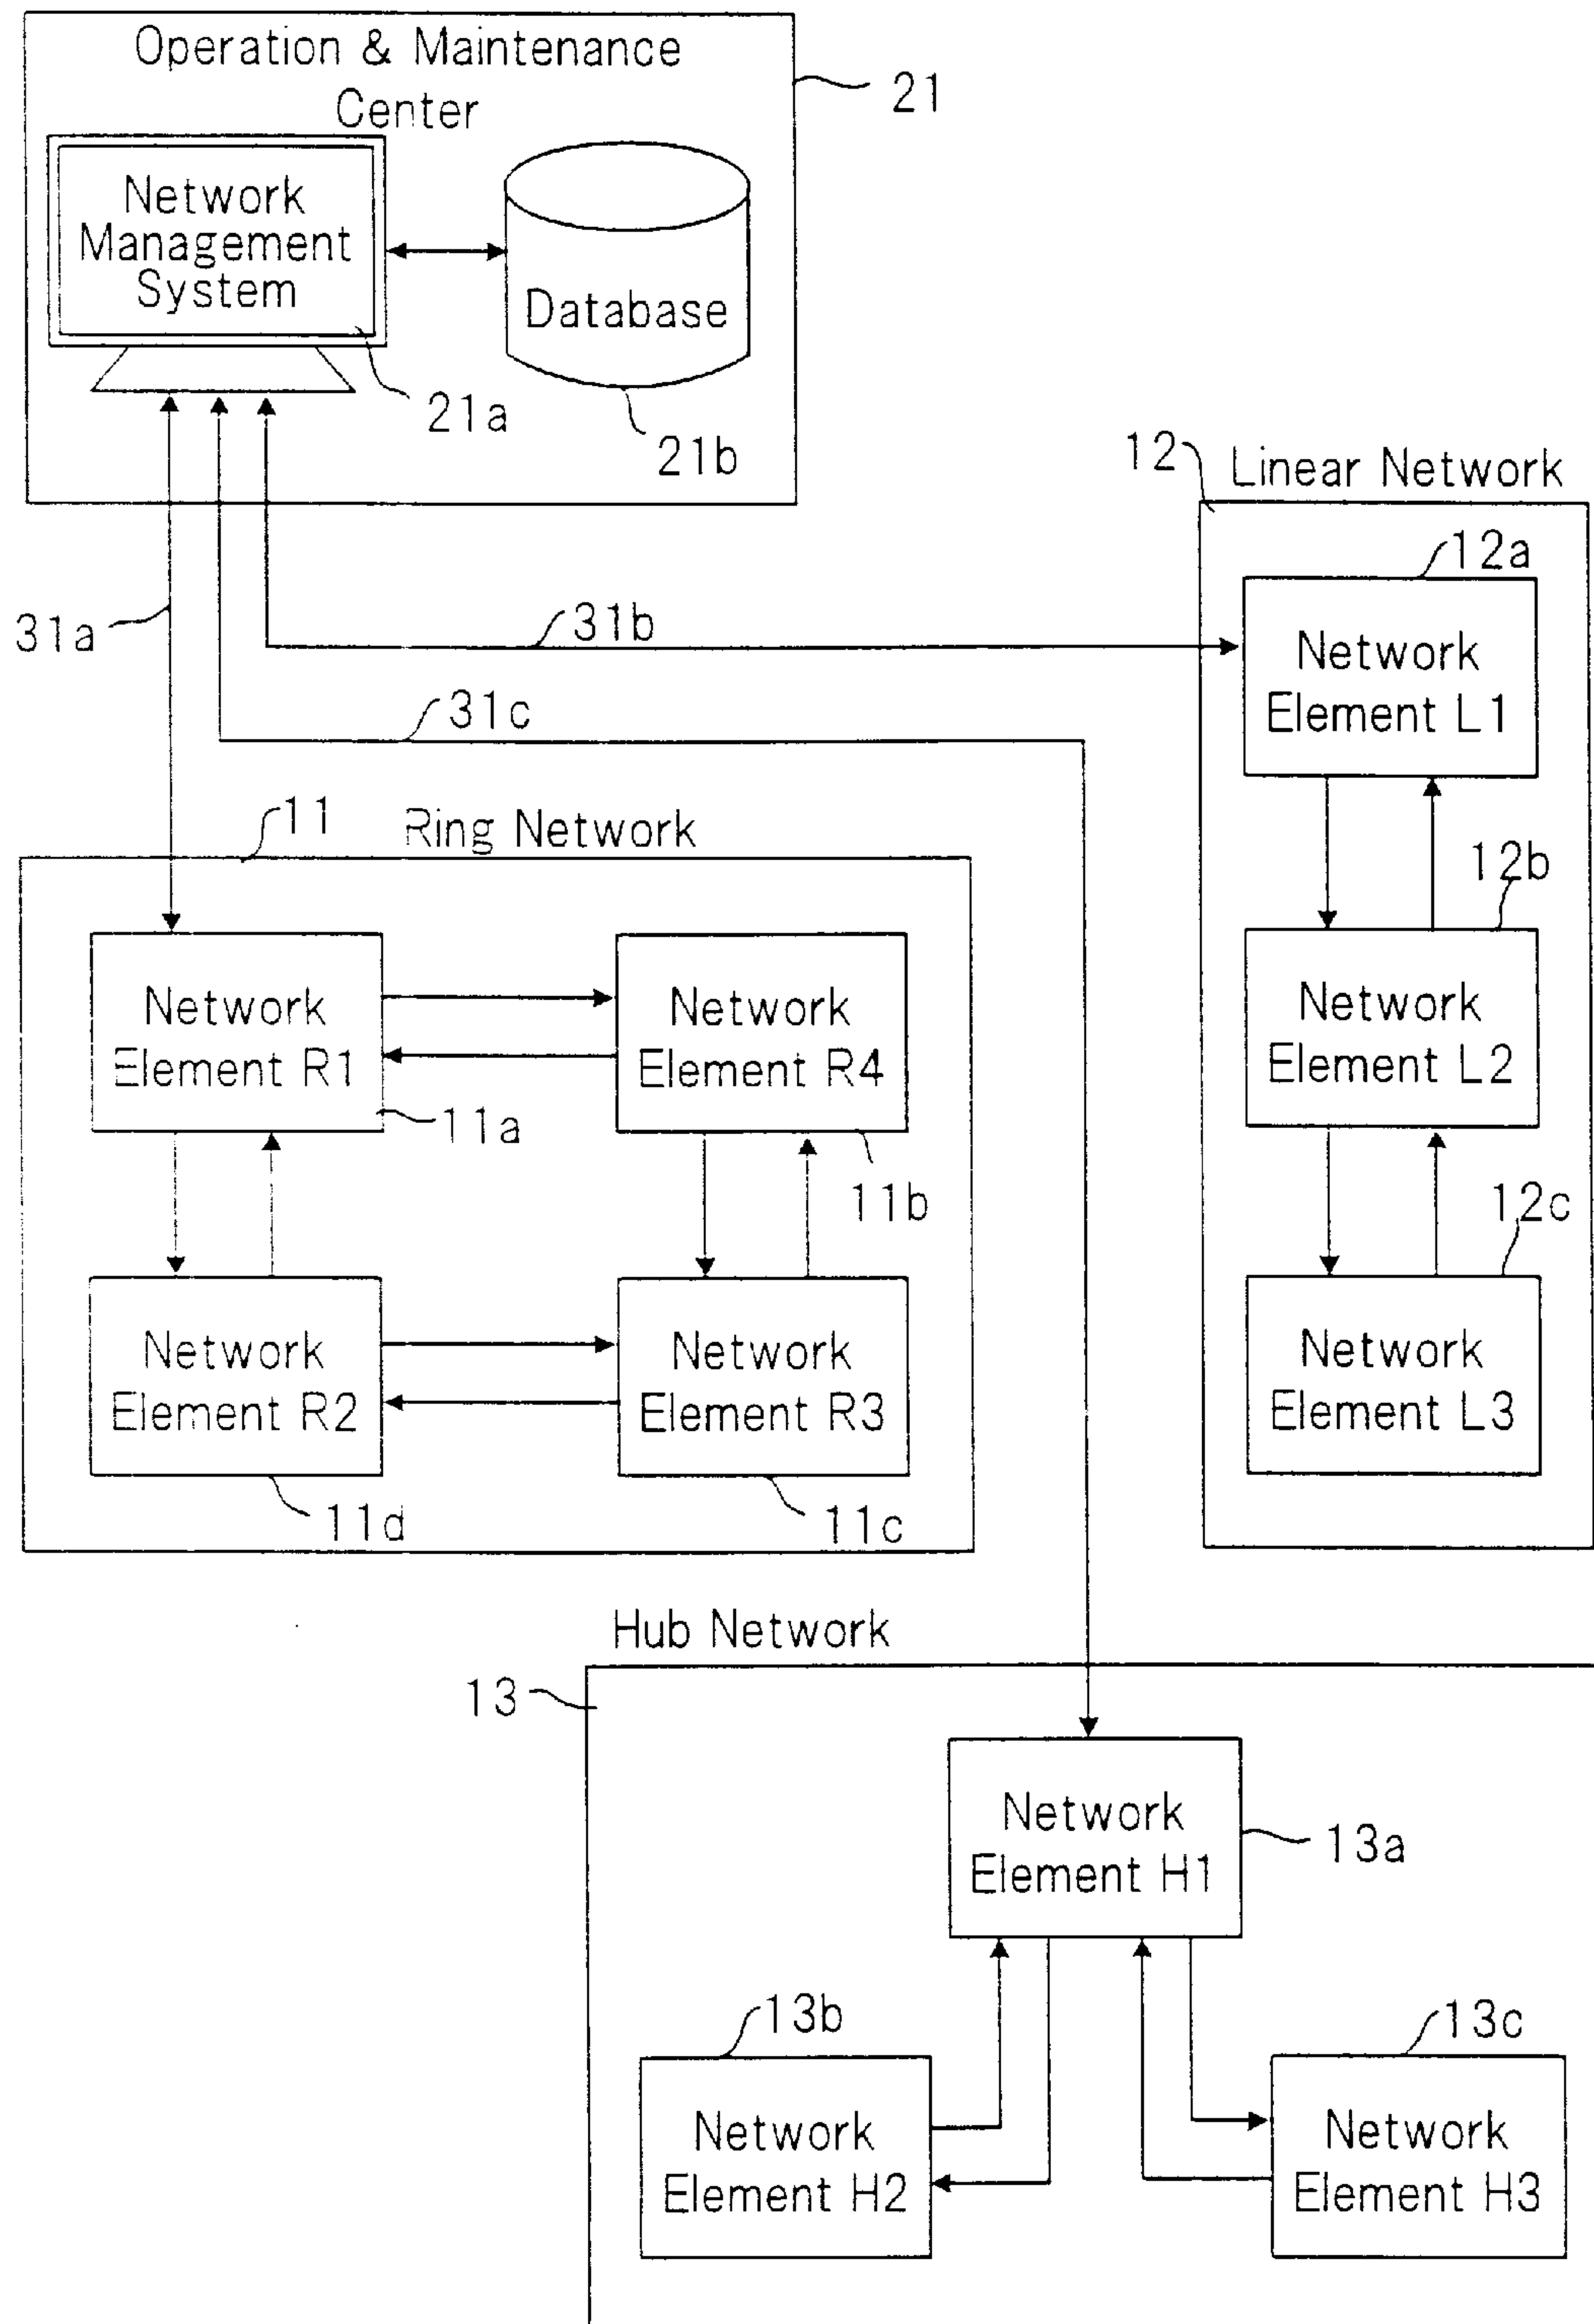 Operation & Maintenance
Center
21
Network
Management
System
Database
21a
21b
12
Linear Network
12a
31a
31b
Network
Element L1
31c
11
Ring Network
12b
Network
Element R1
Network
Element R4
Network
Element L2
11a
11b
12c
Network
Element R2
Network
Element R3
Network
Element L3
11d
11c
Hub Network
13
Network
Element H1
13a
13b
13c
Network
Element H2
Network
Element H3